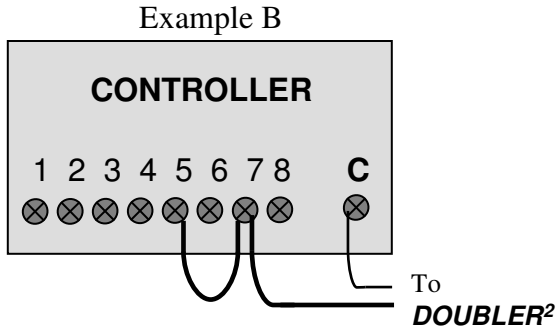 Example B
CONTROLLER
1 2 3 4 5 6 7 8 C
To
DOUBLER²